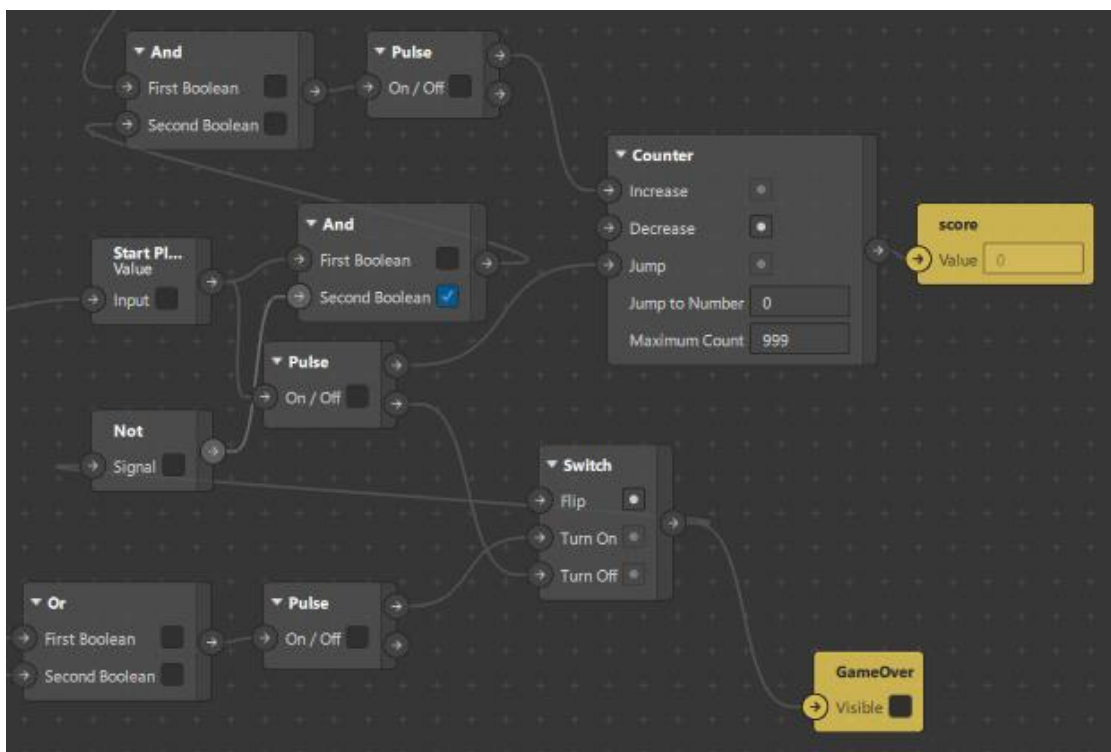 And
First Boolean
Second Boolean
Pulse
On / Off
Counter
Increase
Decrease
Jump
Jump to Number 0
Maximum Count 999
score
Value 0
And
First Boolean
Second Boolean
Start Pl...
Value
Input
Pulse
On / Off
Not
Signal
Switch
Flip
Turn On
Turn Off
Or
First Boolean
Second Boolean
Pulse
On / Off
GameOver
Visible